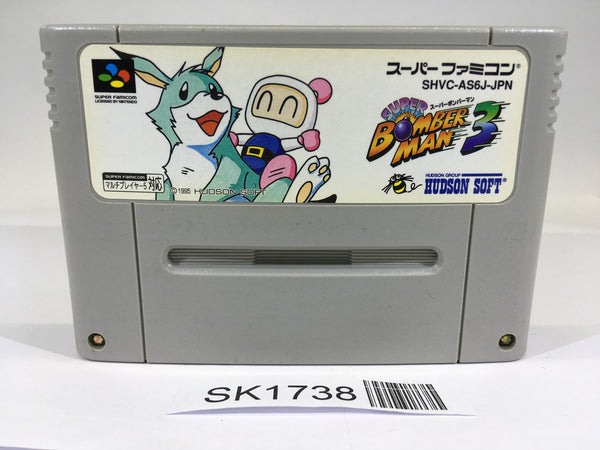 SUPER FAMICOM
LICENSED BY NINTENDO
スーパーファミコン®
SHVC-AS6J-JPN
SUPER
スーパーボンバーマン
BOMBER
MAN 3
SUPER FAMICOM
マルチプレイヤー5 対応
©1995 HUDSON SOFT
HUDSON GROUP
HUDSON SOFT®
SK1738